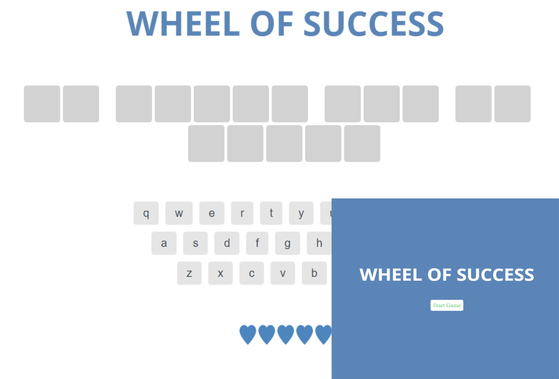 WHEEL OF SUCCESS
q w e r t y
a s d f g h
z x c v b
WHEEL OF SUCCESS
Start Game